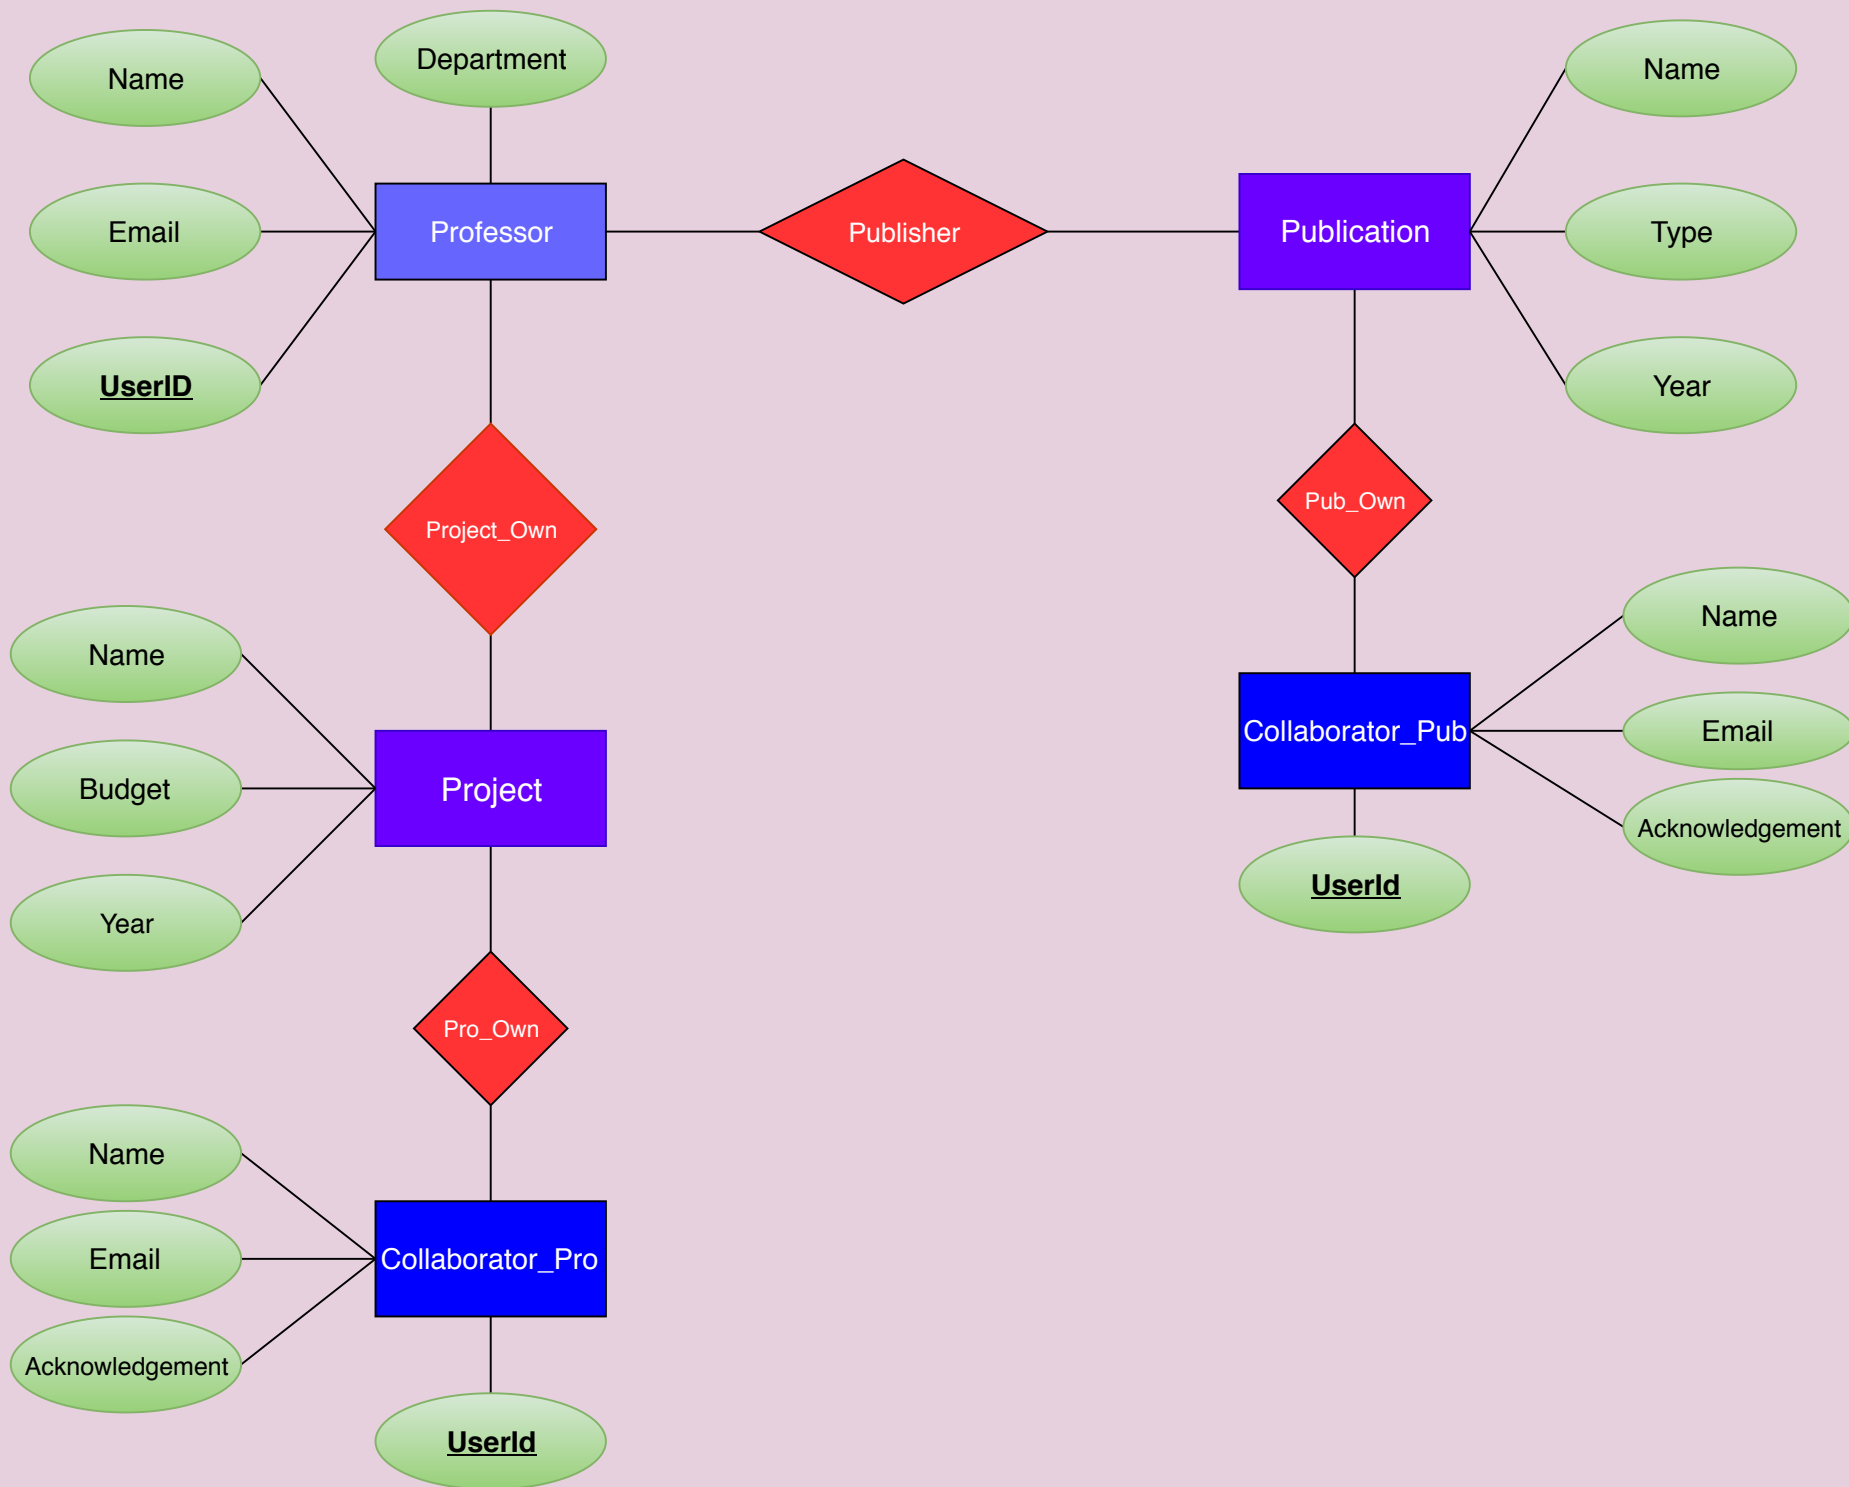 Name
Department
Name
Email
Professor
Publisher
Publication
Type
UserID
Year
Project_Own
Pub_Own
Name
Name
Budget
Project
Collaborator_Pub
Email
Acknowledgement
Year
UserId
Pro_Own
Name
Email
Collaborator_Pro
Acknowledgement
UserId